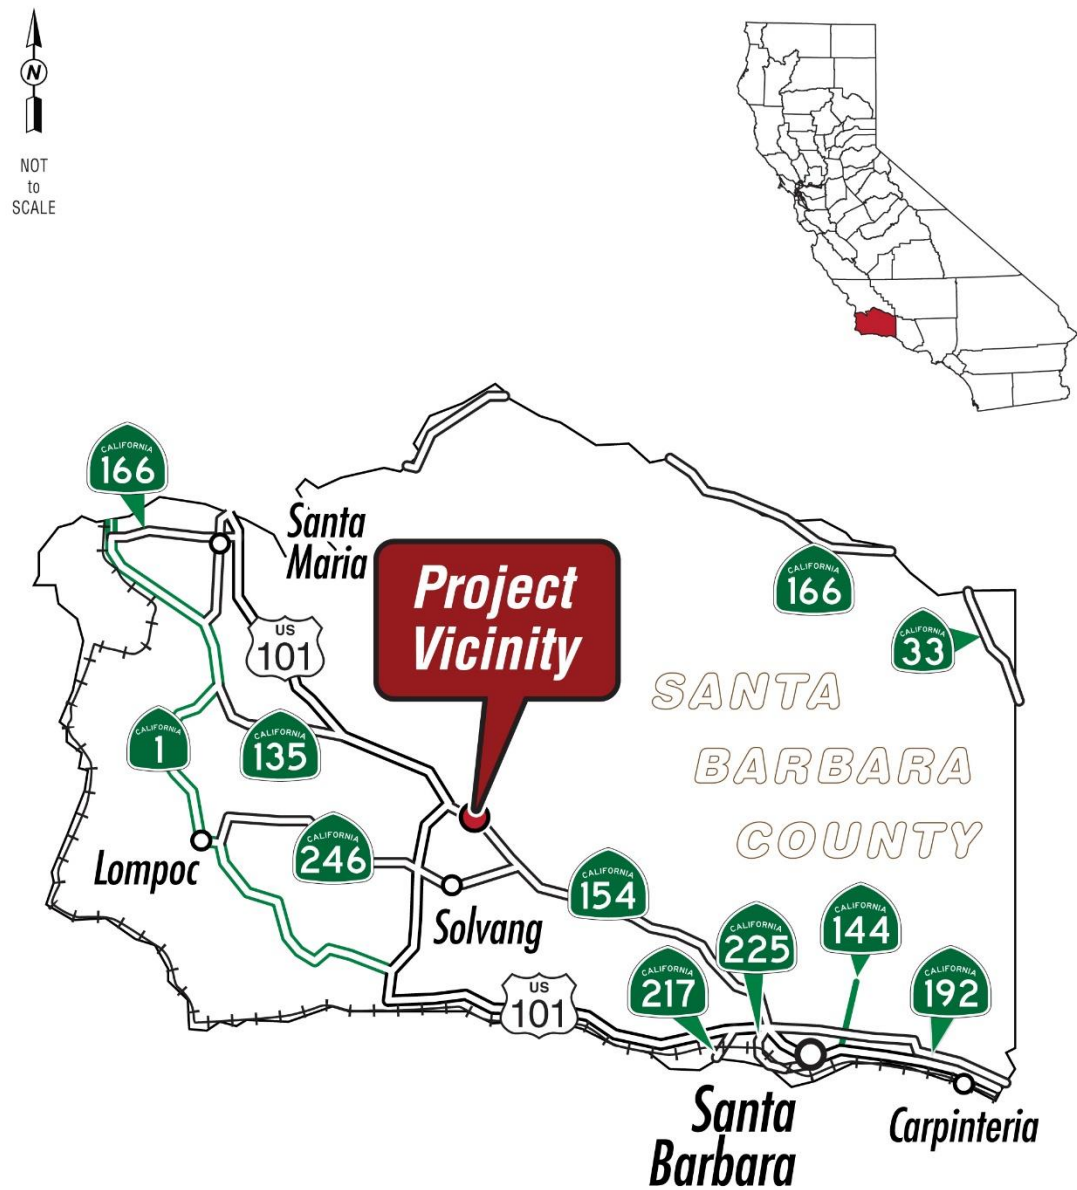 N
NOT
to
SCALE
CALIFORNIA
166
Santa
Maria
Project
Vicinity
CALIFORNIA
166
CALIFORNIA
33
US
101
SANTA
BARBARA
COUNTY
CALIFORNIA
1
CALIFORNIA
135
Lompoc
CALIFORNIA
246
Solvang
CALIFORNIA
154
CALIFORNIA
225
CALIFORNIA
144
CALIFORNIA
217
CALIFORNIA
192
US
101
Santa
Barbara
Carpinteria